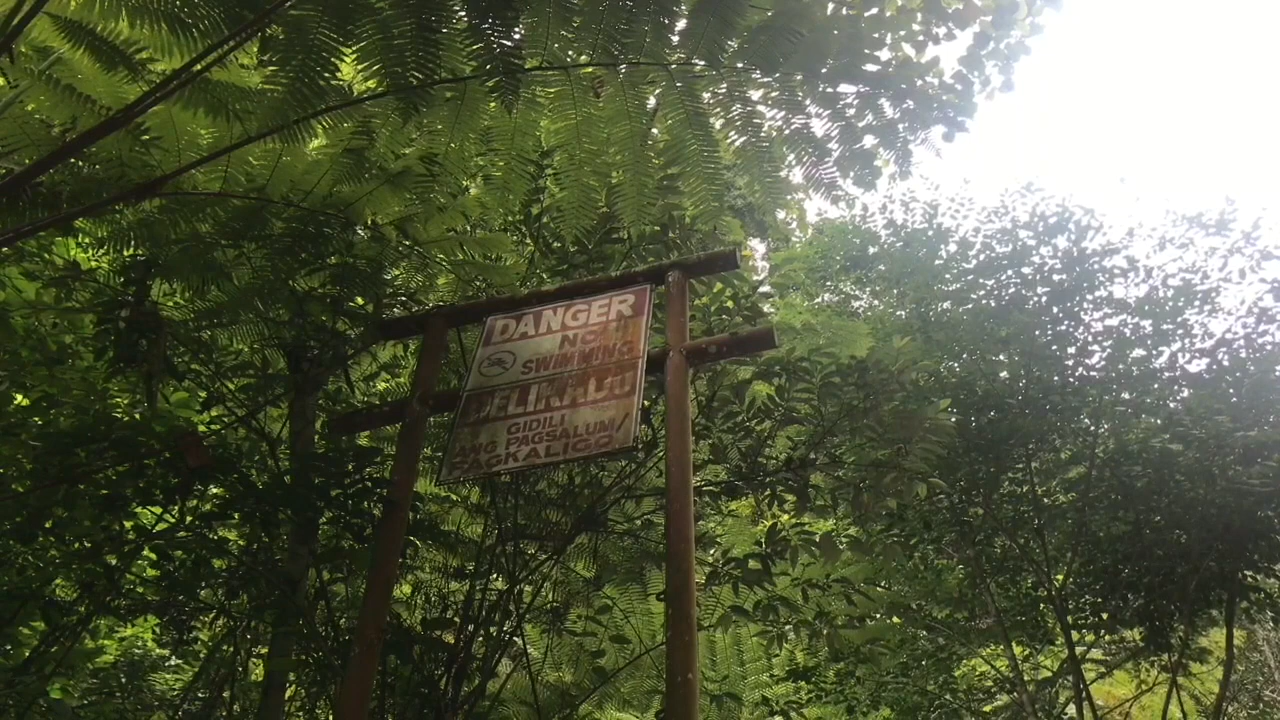 DANGER
NO
SWIMMING
DELIKADO
GIDILI
ANG PAGSALUM/
PAGKALIGO